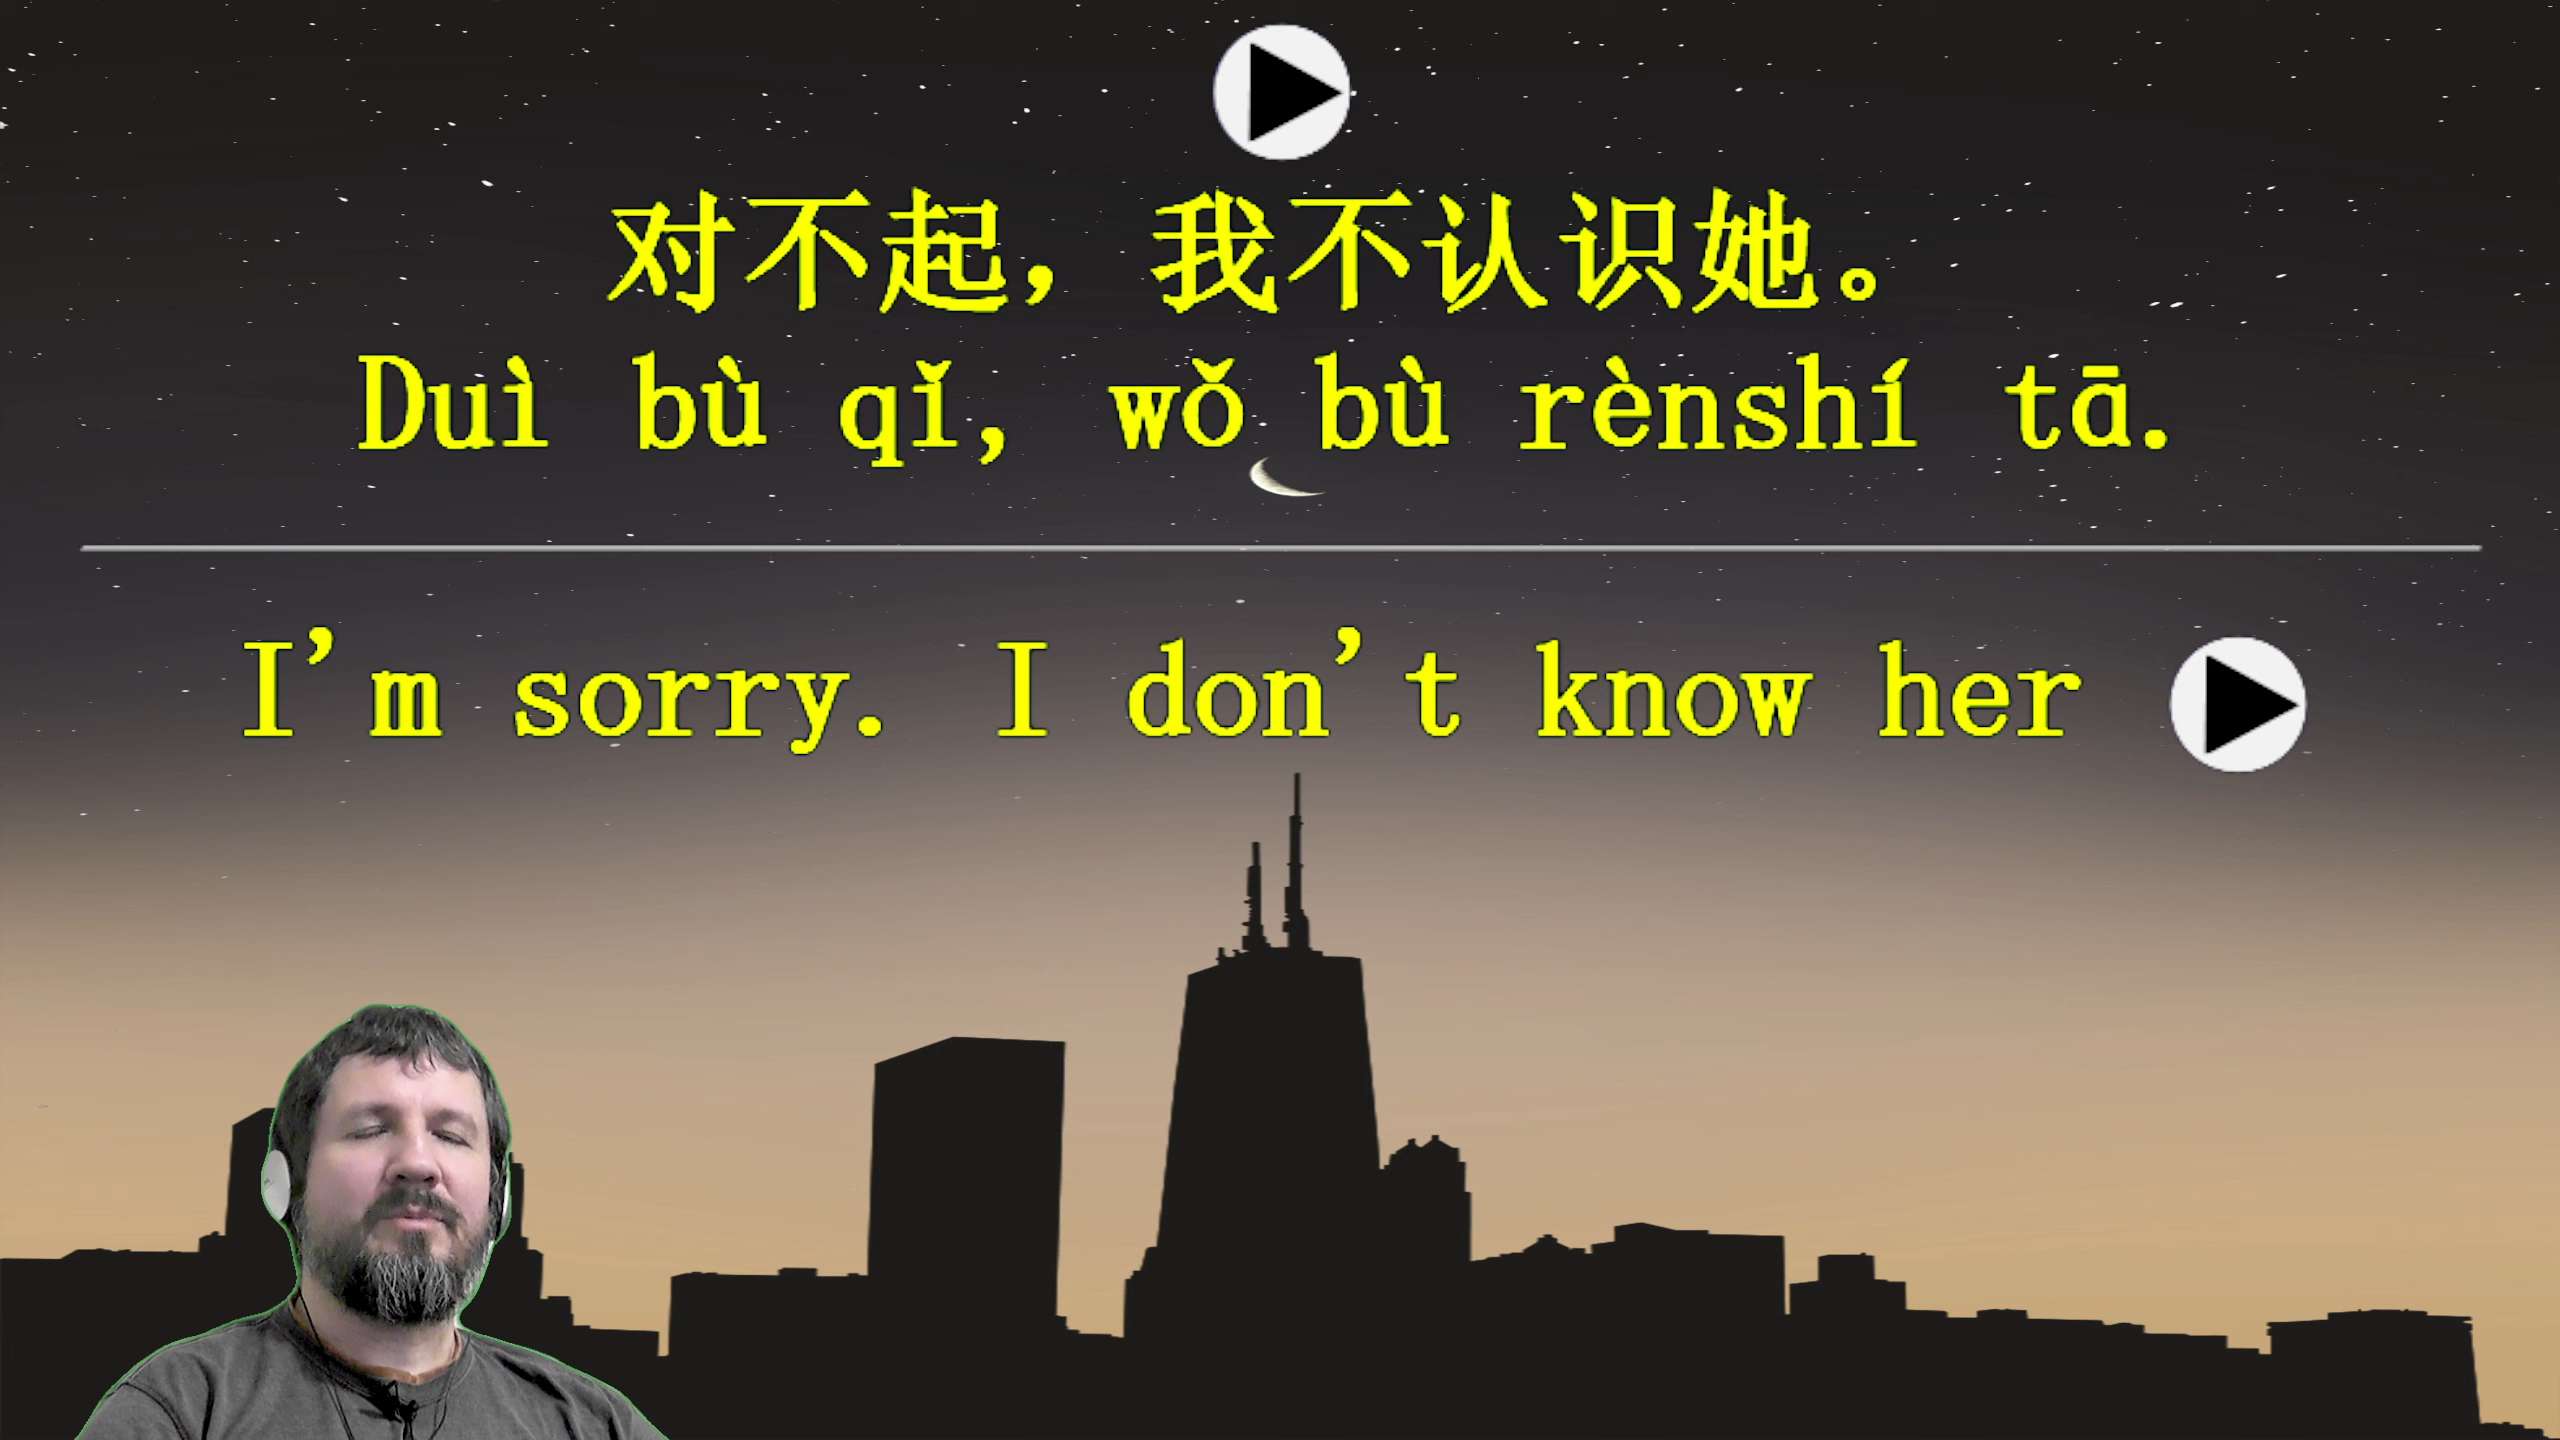 对不起，我不认识她。
Duì bù qǐ, wǒ bù rènshí tā.
I'm sorry. I don't know her